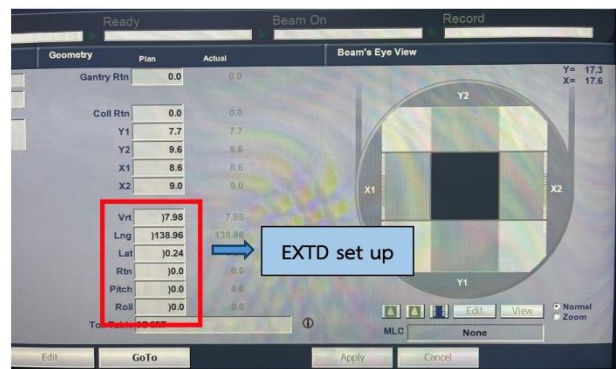 Ready Beam On Record
Geometry Plan Actual Beam's Eye View
Gantry Rtn 0.0 0.0
Y= 17.3
X= 17.6
Coll Rtn 0.0 0.0
Y1 7.7 7.7
Y2 9.6 9.6
X1 8.6 8.6
X2 9.0 9.0
Y2
X1 X2
Y1
Vrt )7.98 7.98
Lng )138.96 138.96
Lat )0.24
Rtn )0.0 0.0
Pitch )0.0 0.0
Roll )0.0 0.0
EXTD set up
Edit View Normal
Zoom
MLC None
Edit GoTo Apply Cancel